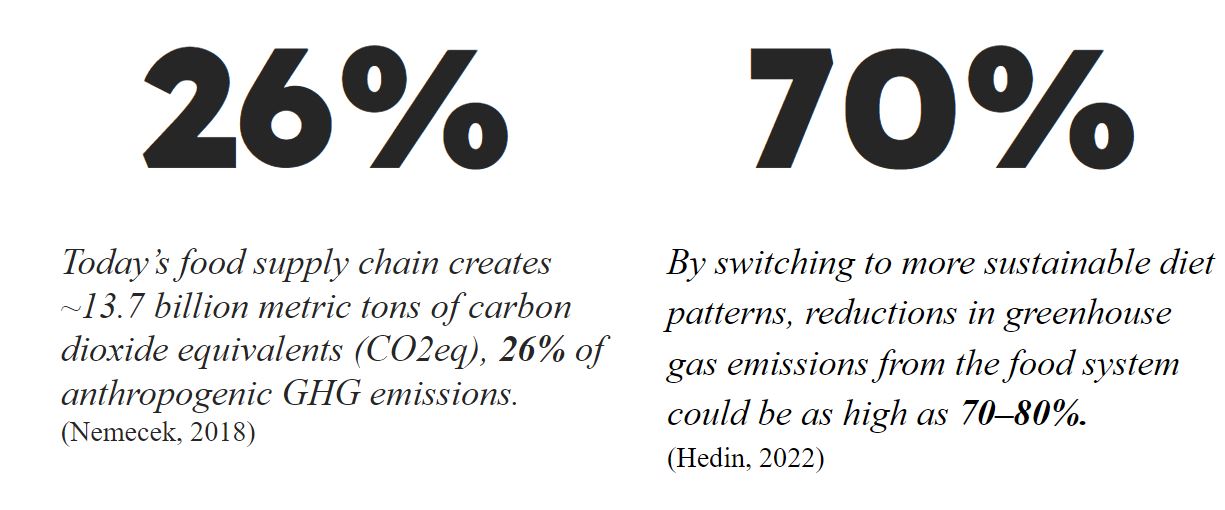 26%
Today’s food supply chain creates
~13.7 billion metric tons of carbon
dioxide equivalents (CO2eq), 26% of
anthropogenic GHG emissions.
(Nemecek, 2018)
70%
By switching to more sustainable diet
patterns, reductions in greenhouse
gas emissions from the food system
could be as high as 70–80%.
(Hedin, 2022)